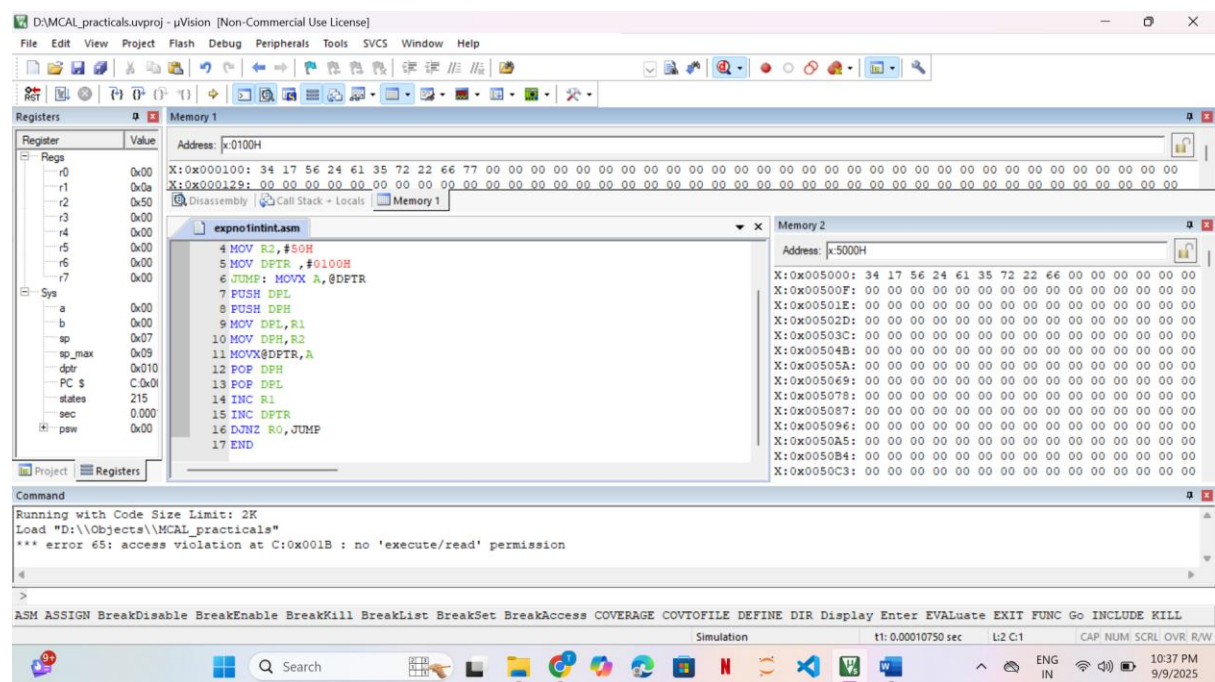 D:\MCAL_practicals.uvproj - µVision [Non-Commercial Use License]
File Edit View Project Flash Debug Peripherals Tools SVCS Window Help
RST
Registers
Memory 1
Register Value
Address: x:0100H
Regs
r0 0x00
r1 0x0a
r2 0x50
r3 0x00
r4 0x00
r5 0x00
r6 0x00
r7 0x00
Sys
a 0x00
b 0x00
sp 0x07
sp_max 0x09
dptr 0x010
PC $ C:0x0
states 215
sec 0.000
psw 0x00
Project Registers
X:0x000100: 34 17 56 24 61 35 72 22 66 77 00 00 00 00 00 00 00 00 00 00 00 00 00 00 00 00 00 00 00 00 00 00 00 00 00 00 00 00 00 00 00
X:0x000129: 00 00 00 00 00 00 00 00 00 00 00 00 00 00 00 00 00 00 00 00 00 00 00 00 00 00 00 00 00 00 00 00 00 00 00 00 00 00 00 00 00
Disassembly Call Stack + Locals Memory 1
expno1intint.asm
4 MOV R2,#50H
5 MOV DPTR ,#0100H
6 JUMP: MOVX A,@DPTR
7 PUSH DPL
8 PUSH DPH
9 MOV DPL,R1
10 MOV DPH,R2
11 MOVX@DPTR,A
12 POP DPH
13 POP DPL
14 INC R1
15 INC DPTR
16 DJNZ R0,JUMP
17 END
Memory 2
Address: x:5000H
X:0x005000: 34 17 56 24 61 35 72 22 66 00 00 00 00 00 00
X:0x00500F: 00 00 00 00 00 00 00 00 00 00 00 00 00 00 00
X:0x00501E: 00 00 00 00 00 00 00 00 00 00 00 00 00 00 00
X:0x00502D: 00 00 00 00 00 00 00 00 00 00 00 00 00 00 00
X:0x00503C: 00 00 00 00 00 00 00 00 00 00 00 00 00 00 00
X:0x00504B: 00 00 00 00 00 00 00 00 00 00 00 00 00 00 00
X:0x00505A: 00 00 00 00 00 00 00 00 00 00 00 00 00 00 00
X:0x005069: 00 00 00 00 00 00 00 00 00 00 00 00 00 00 00
X:0x005078: 00 00 00 00 00 00 00 00 00 00 00 00 00 00 00
X:0x005087: 00 00 00 00 00 00 00 00 00 00 00 00 00 00 00
X:0x005096: 00 00 00 00 00 00 00 00 00 00 00 00 00 00 00
X:0x0050A5: 00 00 00 00 00 00 00 00 00 00 00 00 00 00 00
X:0x0050B4: 00 00 00 00 00 00 00 00 00 00 00 00 00 00 00
X:0x0050C3: 00 00 00 00 00 00 00 00 00 00 00 00 00 00 00
Command
Running with Code Size Limit: 2K
Load "D:\\Objects\\MCAL_practicals"
*** error 65: access violation at C:0x001B : no 'execute/read' permission
>
ASM ASSIGN BreakDisable BreakEnable BreakKill BreakList BreakSet BreakAccess COVERAGE COVTOFILE DEFINE DIR Display Enter EVALuate EXIT FUNC Go INCLUDE KILL
Simulation t1: 0.00010750 sec L:2 C:1 CAP NUM SCRL OVR R/W
9
Search
N
ENG
IN
10:37 PM
9/9/2025